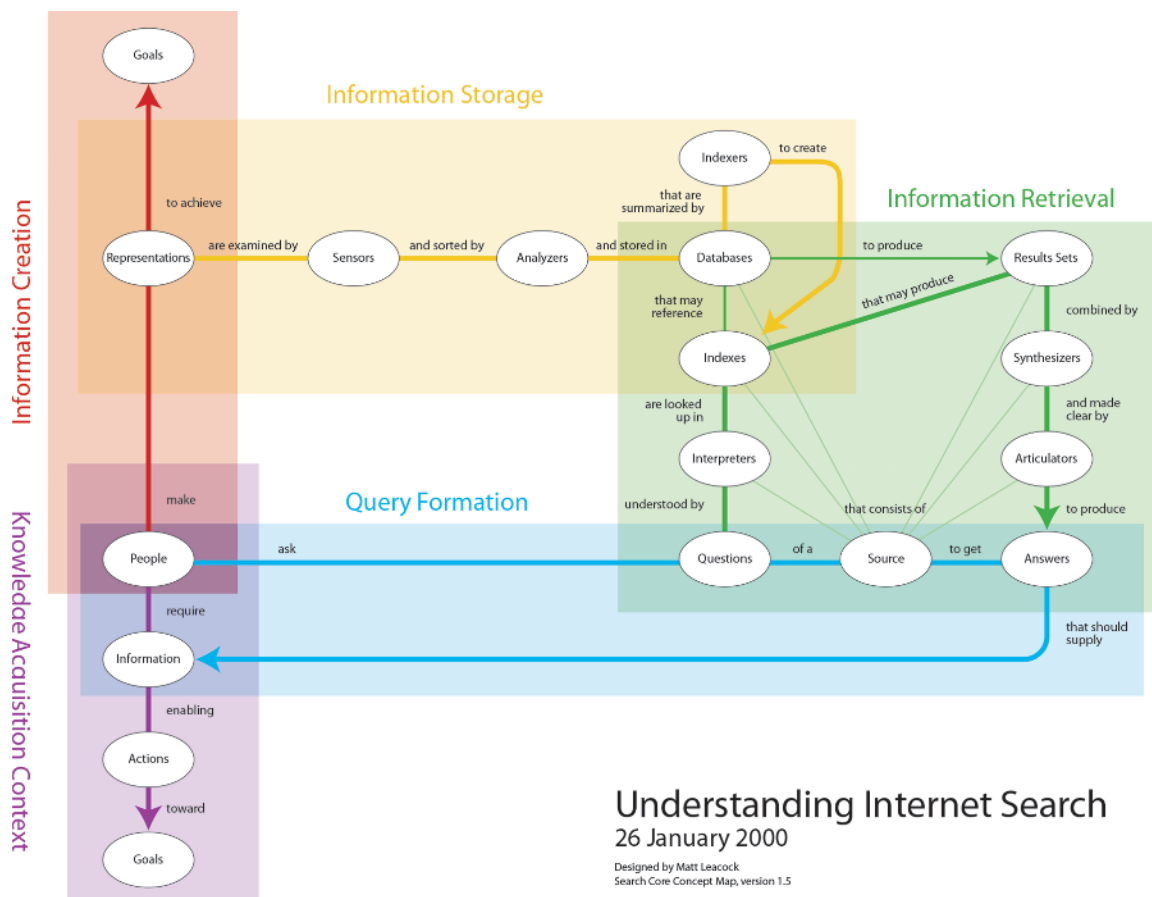 Goals
Information Storage
Indexers
to create
that are
summarized by
Information Retrieval
Information Creation
to achieve
Representations
are examined by
Sensors
and sorted by
Analyzers
and stored in
Databases
to produce
Results Sets
that may
reference
that may produce
combined by
Indexes
Synthesizers
are looked
up in
and made
clear by
Interpreters
Articulators
make
Query Formation
understood by
that consists of
to produce
Knowledge Acquisition Context
People
ask
Questions
of a
Source
to get
Answers
require
that should
supply
Information
enabling
Actions
toward
Goals
Understanding Internet Search
26 January 2000
Designed by Matt Leacock
Search Core Concept Map, version 1.5